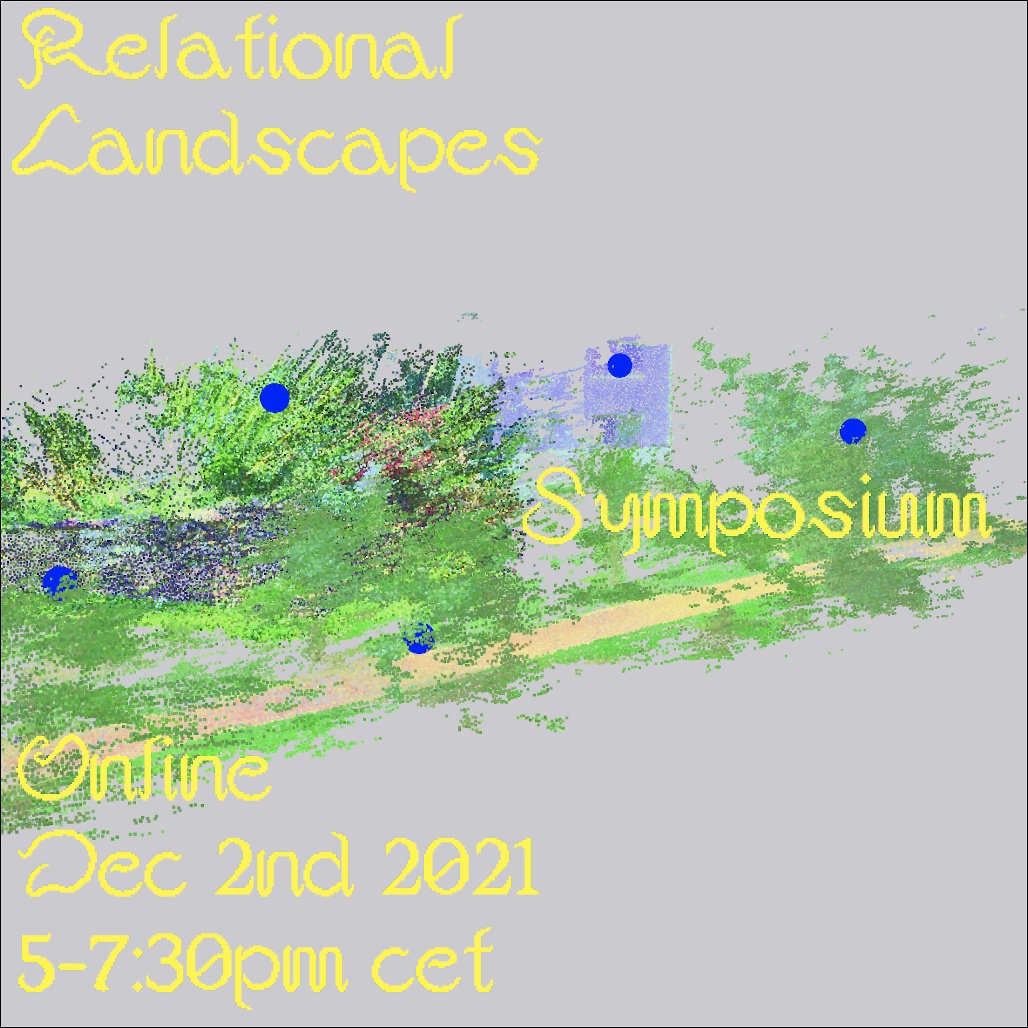 Relational
Landscapes
Symposium
Online
Dec 2nd 2021
5-7:30pm cet